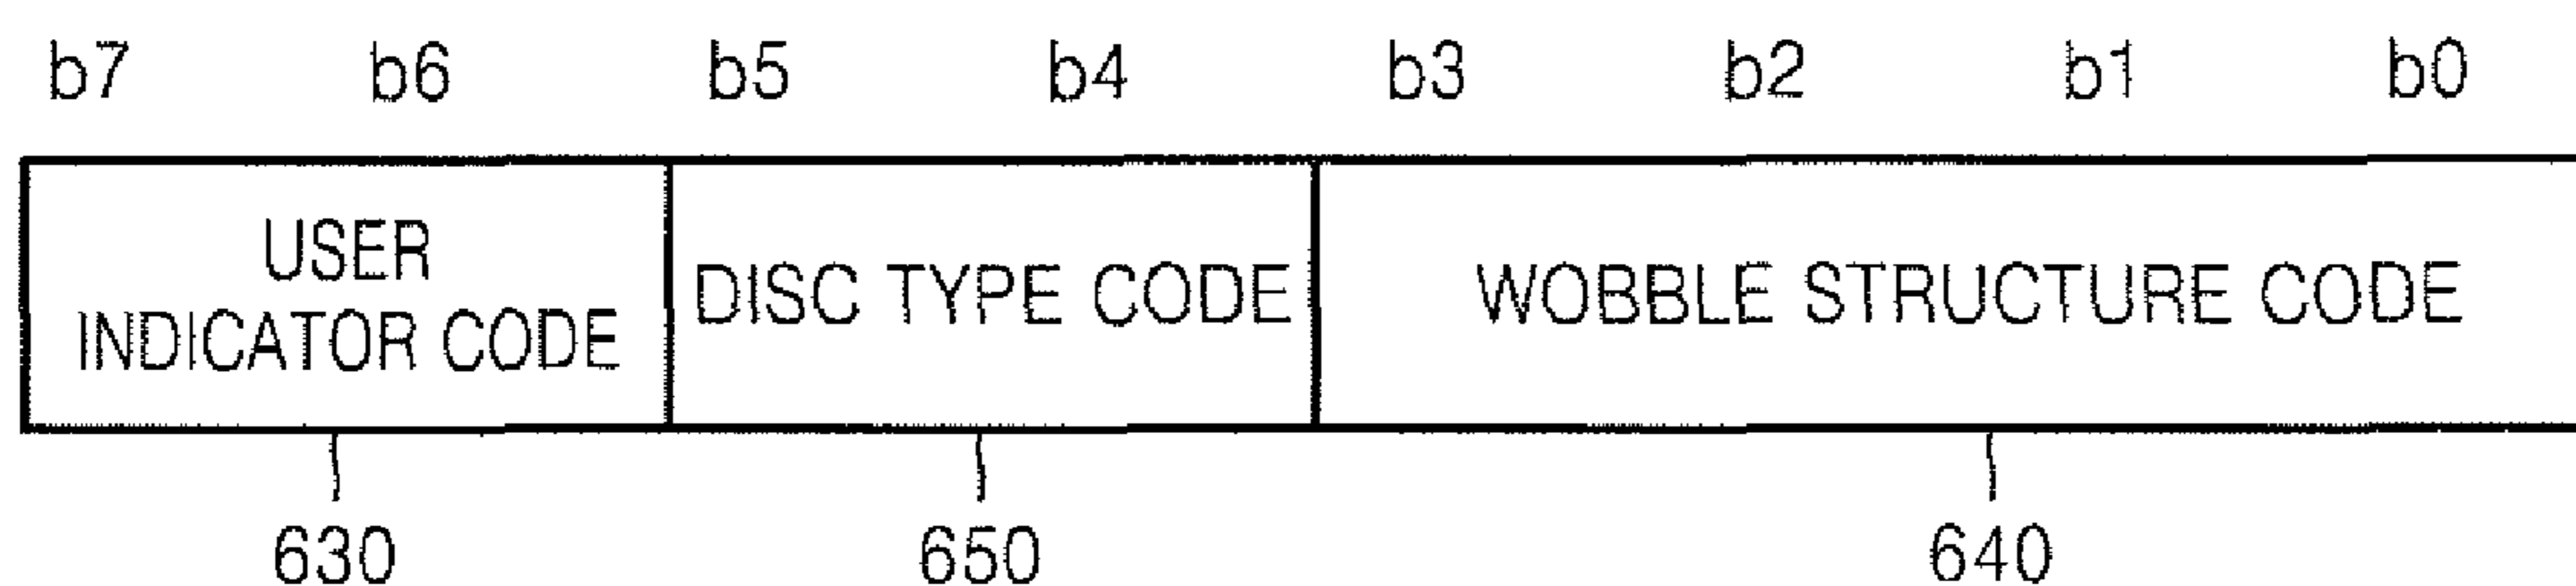 b7 b6 b5 b4 b3 b2 b1 b0
USER
INDICATOR CODE
DISC TYPE CODE
WOBBLE STRUCTURE CODE
630 650 640